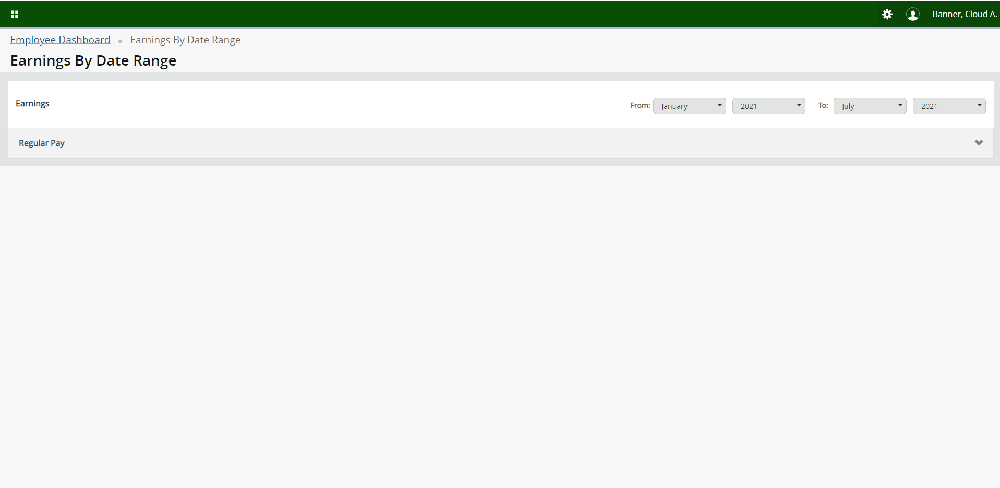 Banner, Cloud A.
Employee Dashboard • Earnings By Date Range
Earnings By Date Range
Earnings From: January 2021 To: July 2021
Regular Pay